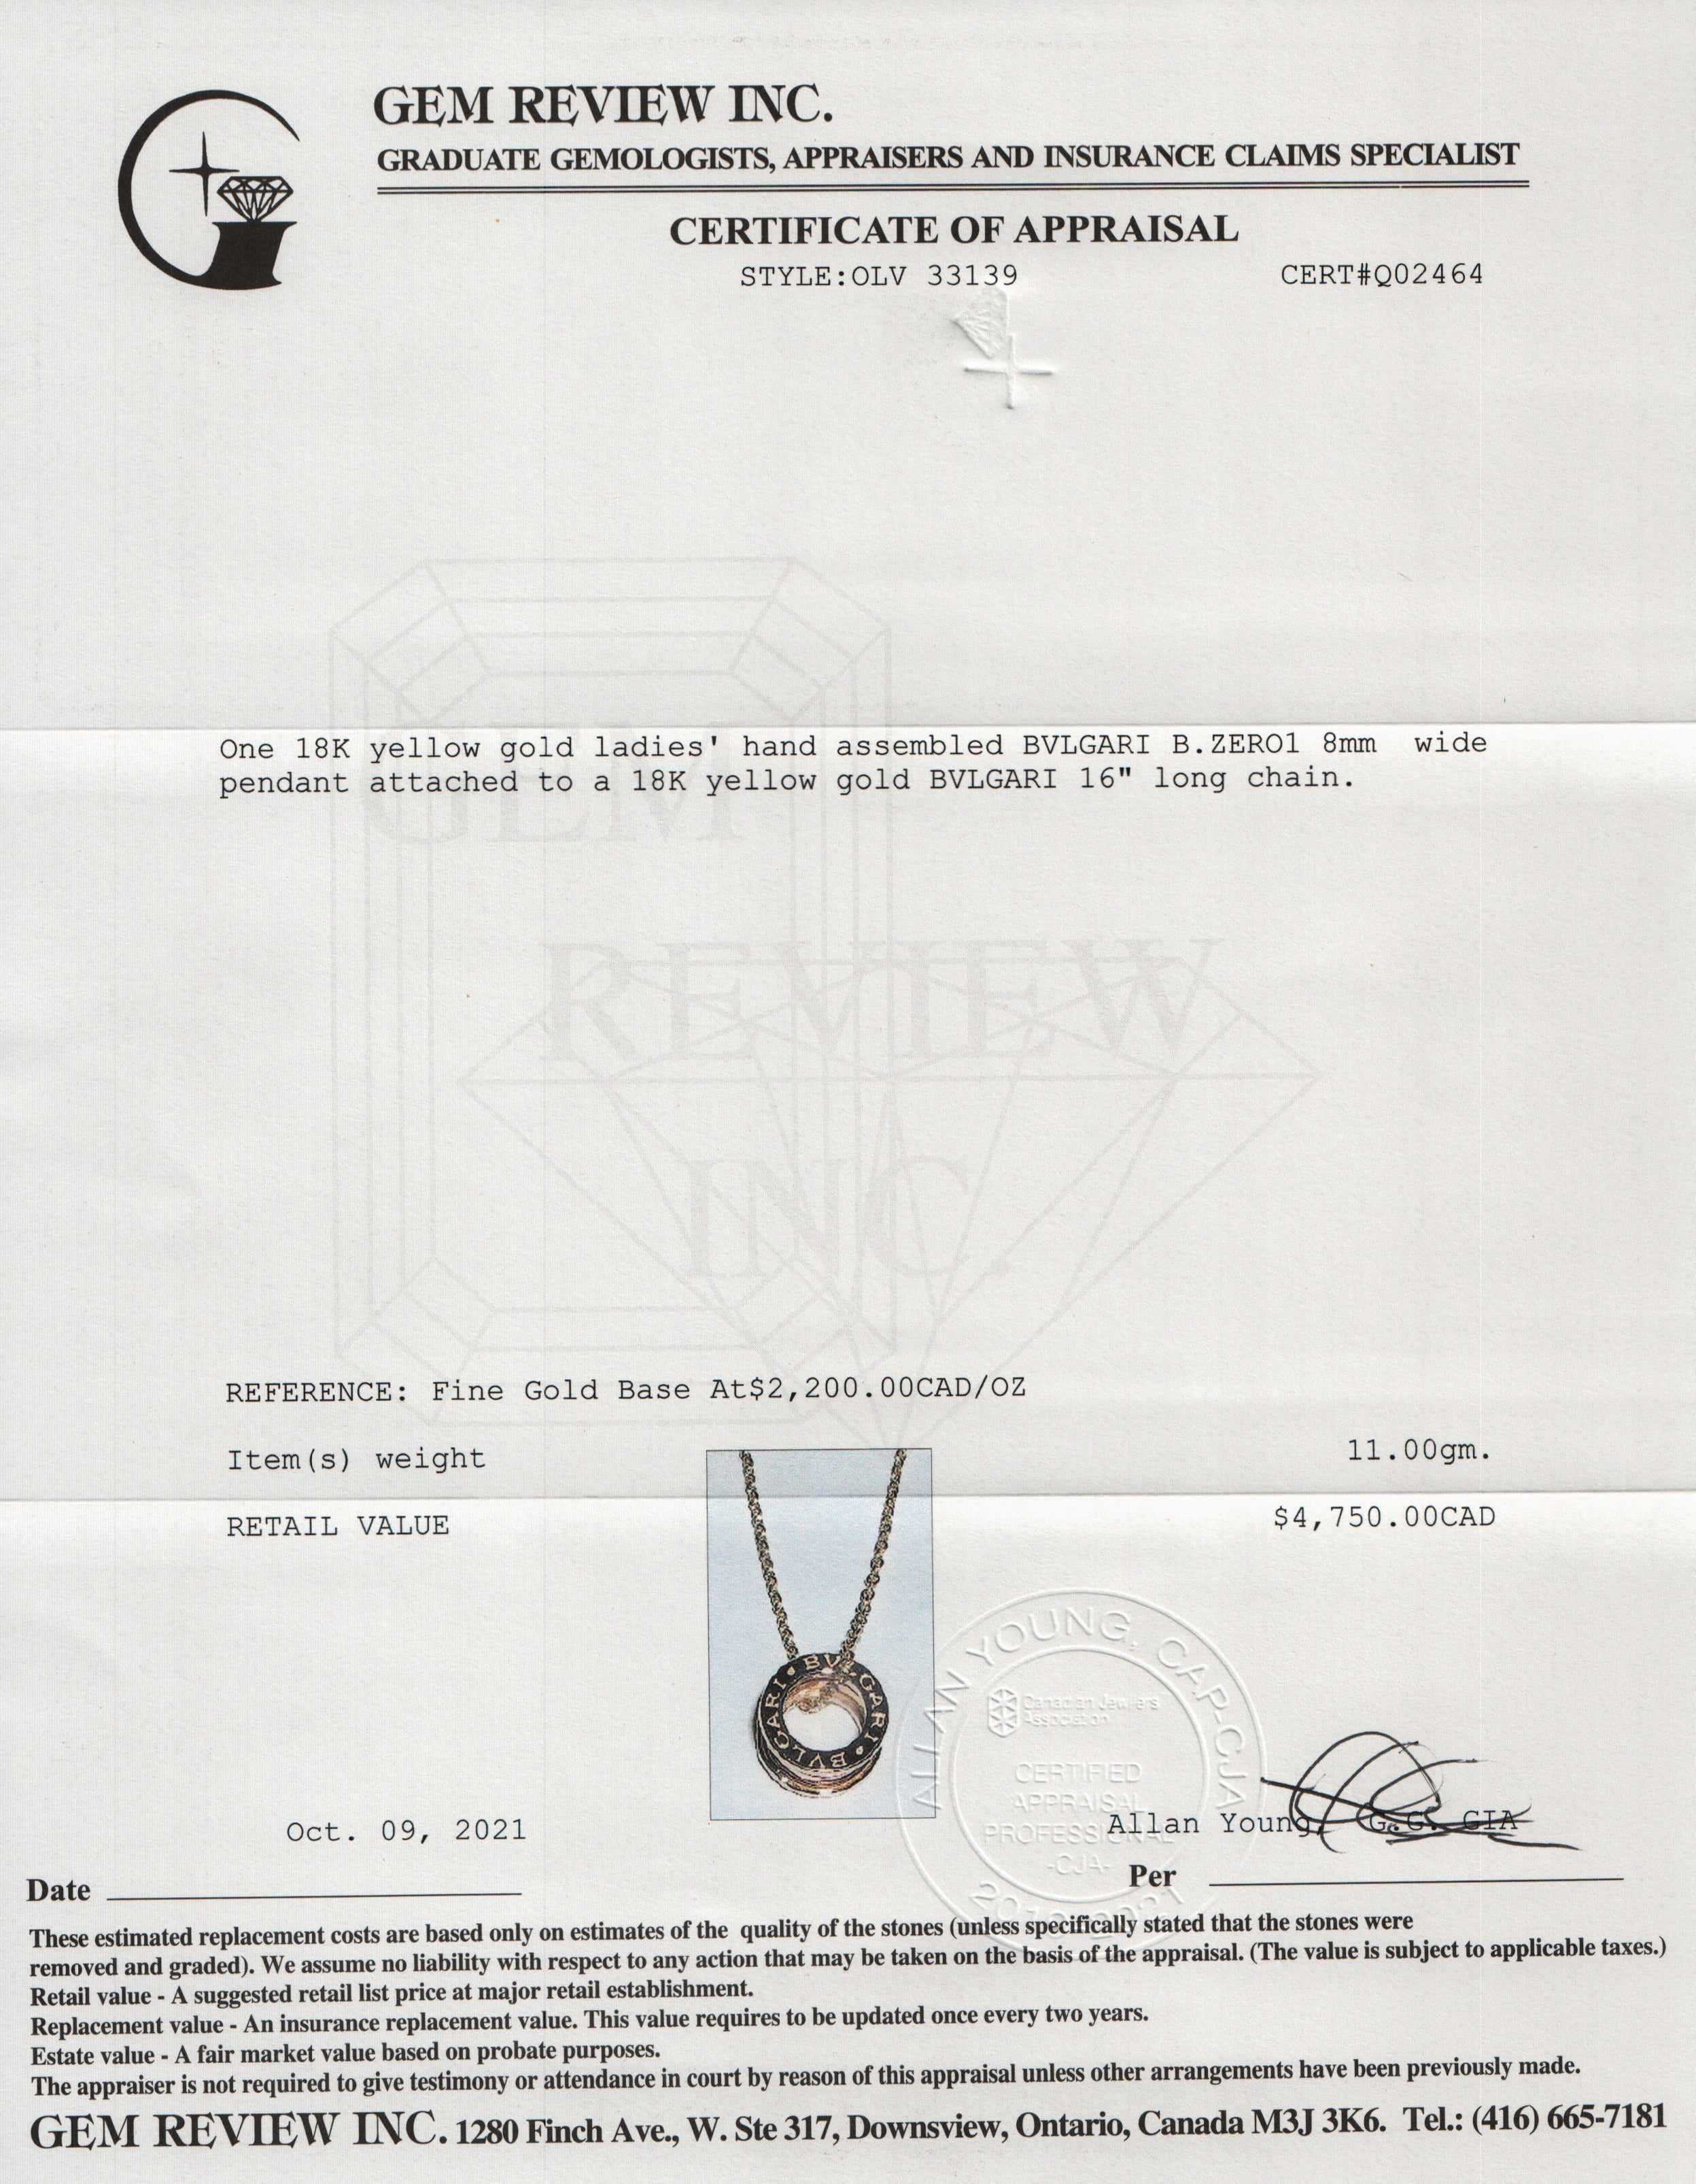 GEM REVIEW INC.
GRADUATE GEMOLOGISTS, APPRAISERS AND INSURANCE CLAIMS SPECIALIST
CERTIFICATE OF APPRAISAL
STYLE:OLV 33139
CERT#Q02464
One 18K yellow gold ladies' hand assembled BVLGARI B.ZERO1 8mm wide
pendant attached to a 18K yellow gold BVLGARI 16" long chain.
GEM
REVIEW
INC.
REFERENCE: Fine Gold Base At$2,200.00CAD/OZ
Item(s) weight
11.00gm.
RETAIL VALUE
$4,750.00CAD
BVLGARI • BVLGARI
ALLAN YOUNG, CAP-CJA
Canadian Jewellers
Association
CERTIFIED
APPRAISAL
PROFESSIONAL
-CJA-
Oct. 09, 2021
Allan Young, G.G. GIA
Date
Per
These estimated replacement costs are based only on estimates of the quality of the stones (unless specifically stated that the stones were
removed and graded). We assume no liability with respect to any action that may be taken on the basis of the appraisal. (The value is subject to applicable taxes.)
Retail value - A suggested retail list price at major retail establishment.
Replacement value - An insurance replacement value. This value requires to be updated once every two years.
Estate value - A fair market value based on probate purposes.
The appraiser is not required to give testimony or attendance in court by reason of this appraisal unless other arrangements have been previously made.
GEM REVIEW INC. 1280 Finch Ave., W. Ste 317, Downsview, Ontario, Canada M3J 3K6. Tel.: (416) 665-7181